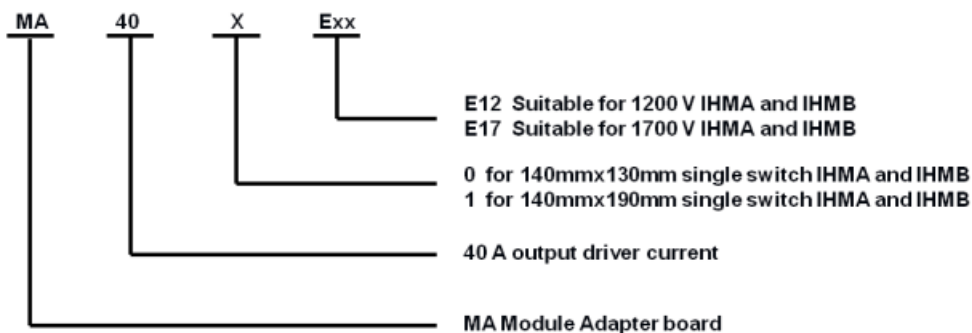 MA 40 X Exx
E12 Suitable for 1200 V IHMA and IHMB
E17 Suitable for 1700 V IHMA and IHMB
0 for 140mmx130mm single switch IHMA and IHMB
1 for 140mmx190mm single switch IHMA and IHMB
40 A output driver current
MA Module Adapter board